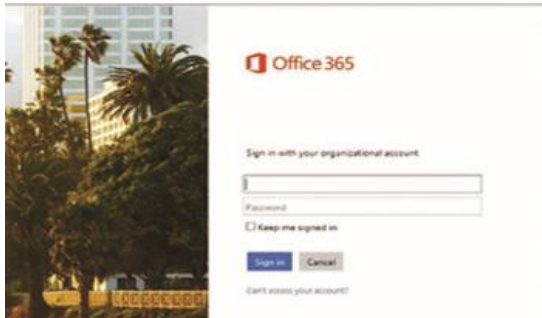 Office 365
Sign in with your organizational account
Password
Keep me signed in
Sign in Cancel
Can't access your account?